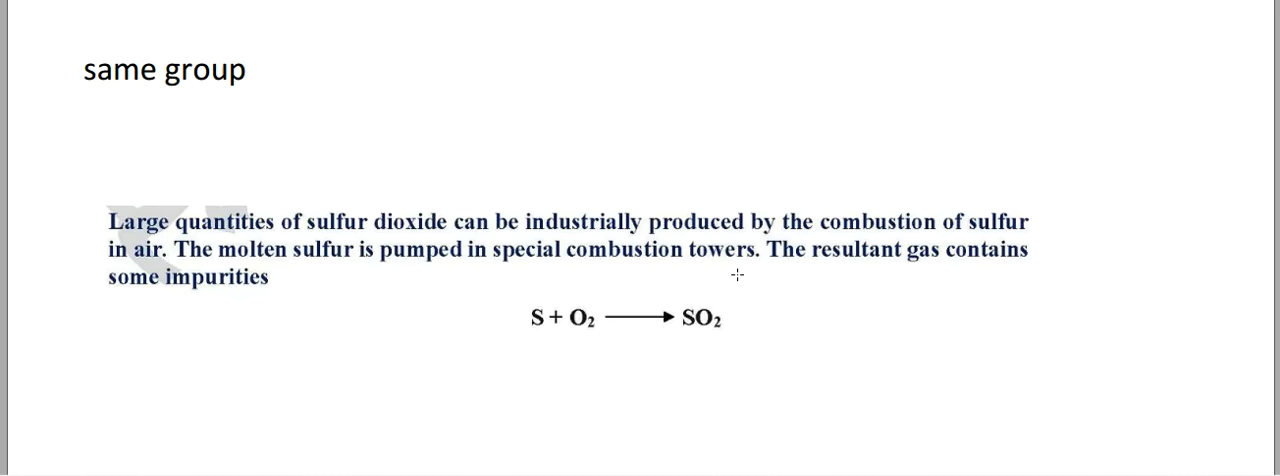 same group
Large quantities of sulfur dioxide can be industrially produced by the combustion of sulfur
in air. The molten sulfur is pumped in special combustion towers. The resultant gas contains
some impurities
S + O₂ ⟶ SO₂